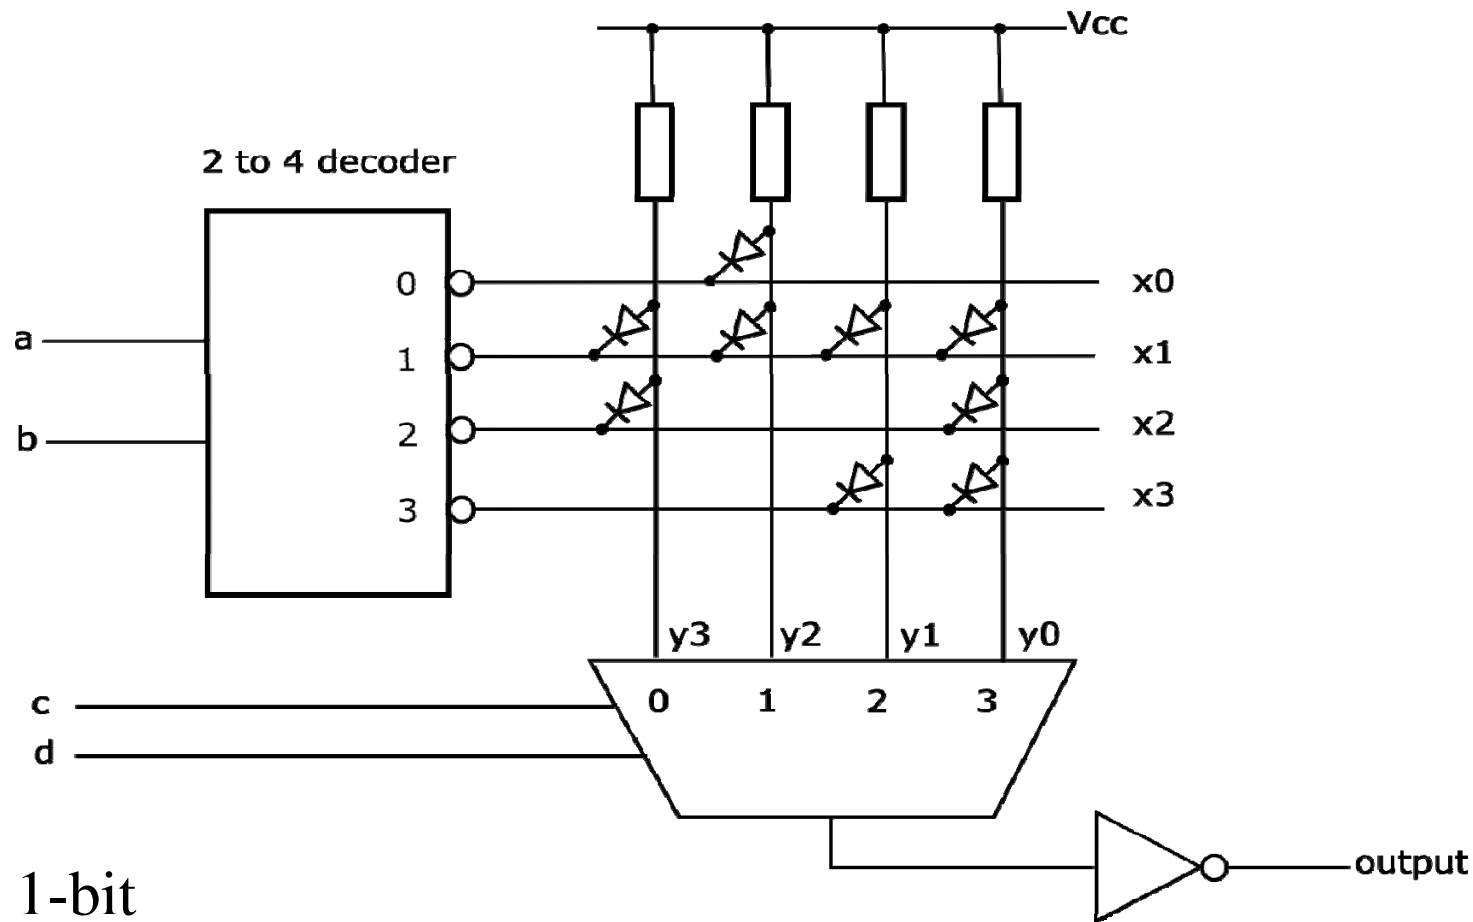 Vcc
2 to 4 decoder
0
x0
a
1
x1
b
2
x2
3
x3
y3 y2 y1 y0
c
0 1 2 3
d
output
1-bit